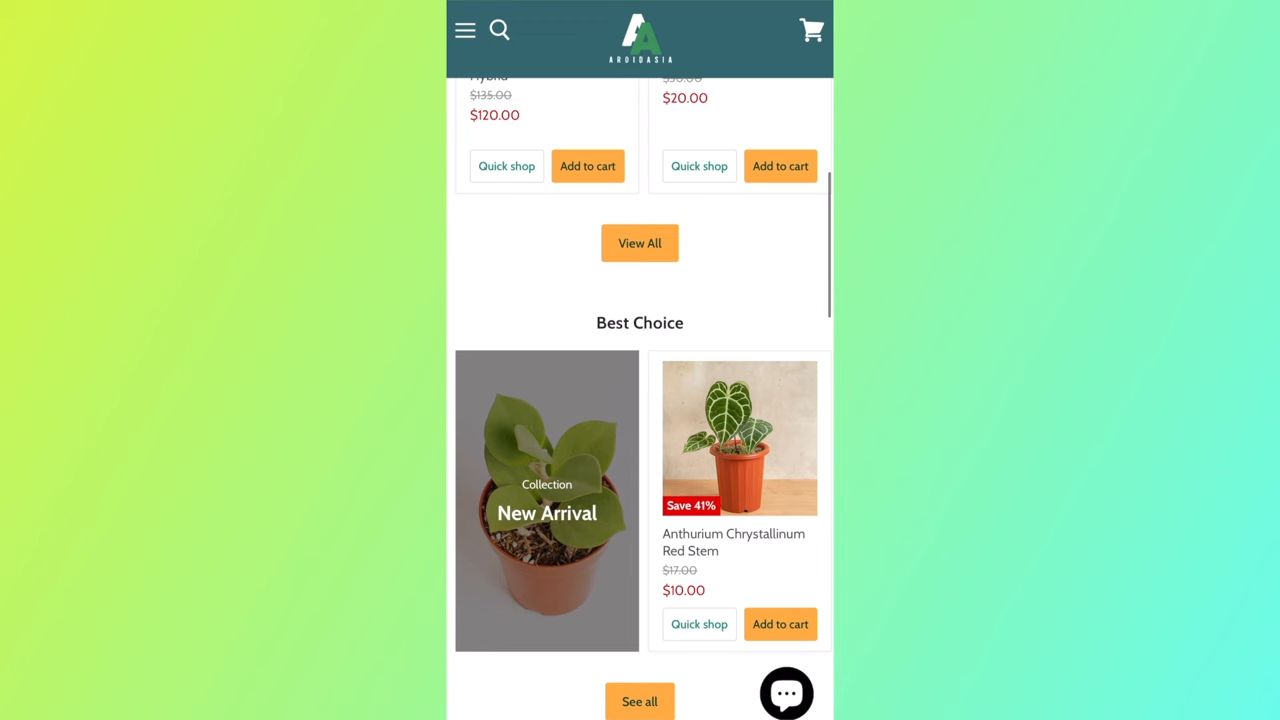 AROIDASIA
Hybrid
$135.00
$120.00
$20.00
Quick shop
Add to cart
Quick shop
Add to cart
View All
Best Choice
Collection
New Arrival
Save 41%
Anthurium Chrystallinum
Red Stem
$17.00
$10.00
Quick shop
Add to cart
See all